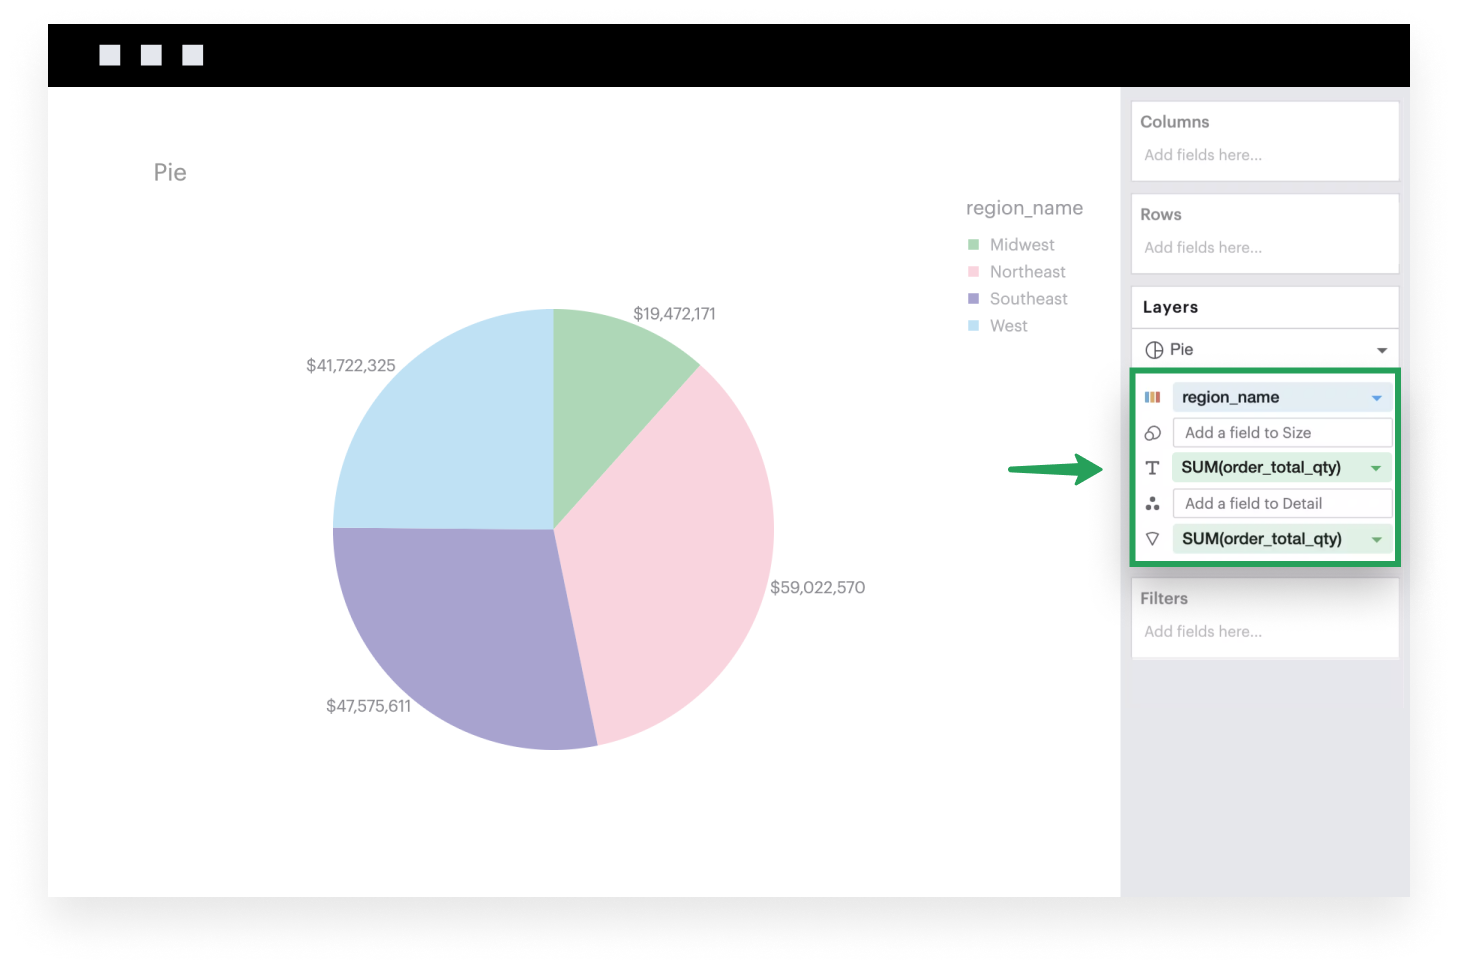 Pie
region_name
Midwest
Northeast
Southeast
West
$19,472,171
$41,722,325
$59,022,570
$47,575,611
Columns
Add fields here...
Rows
Add fields here...
Layers
Pie
region_name
Add a field to Size
T SUM(order_total_qty)
Add a field to Detail
SUM(order_total_qty)
Filters
Add fields here...